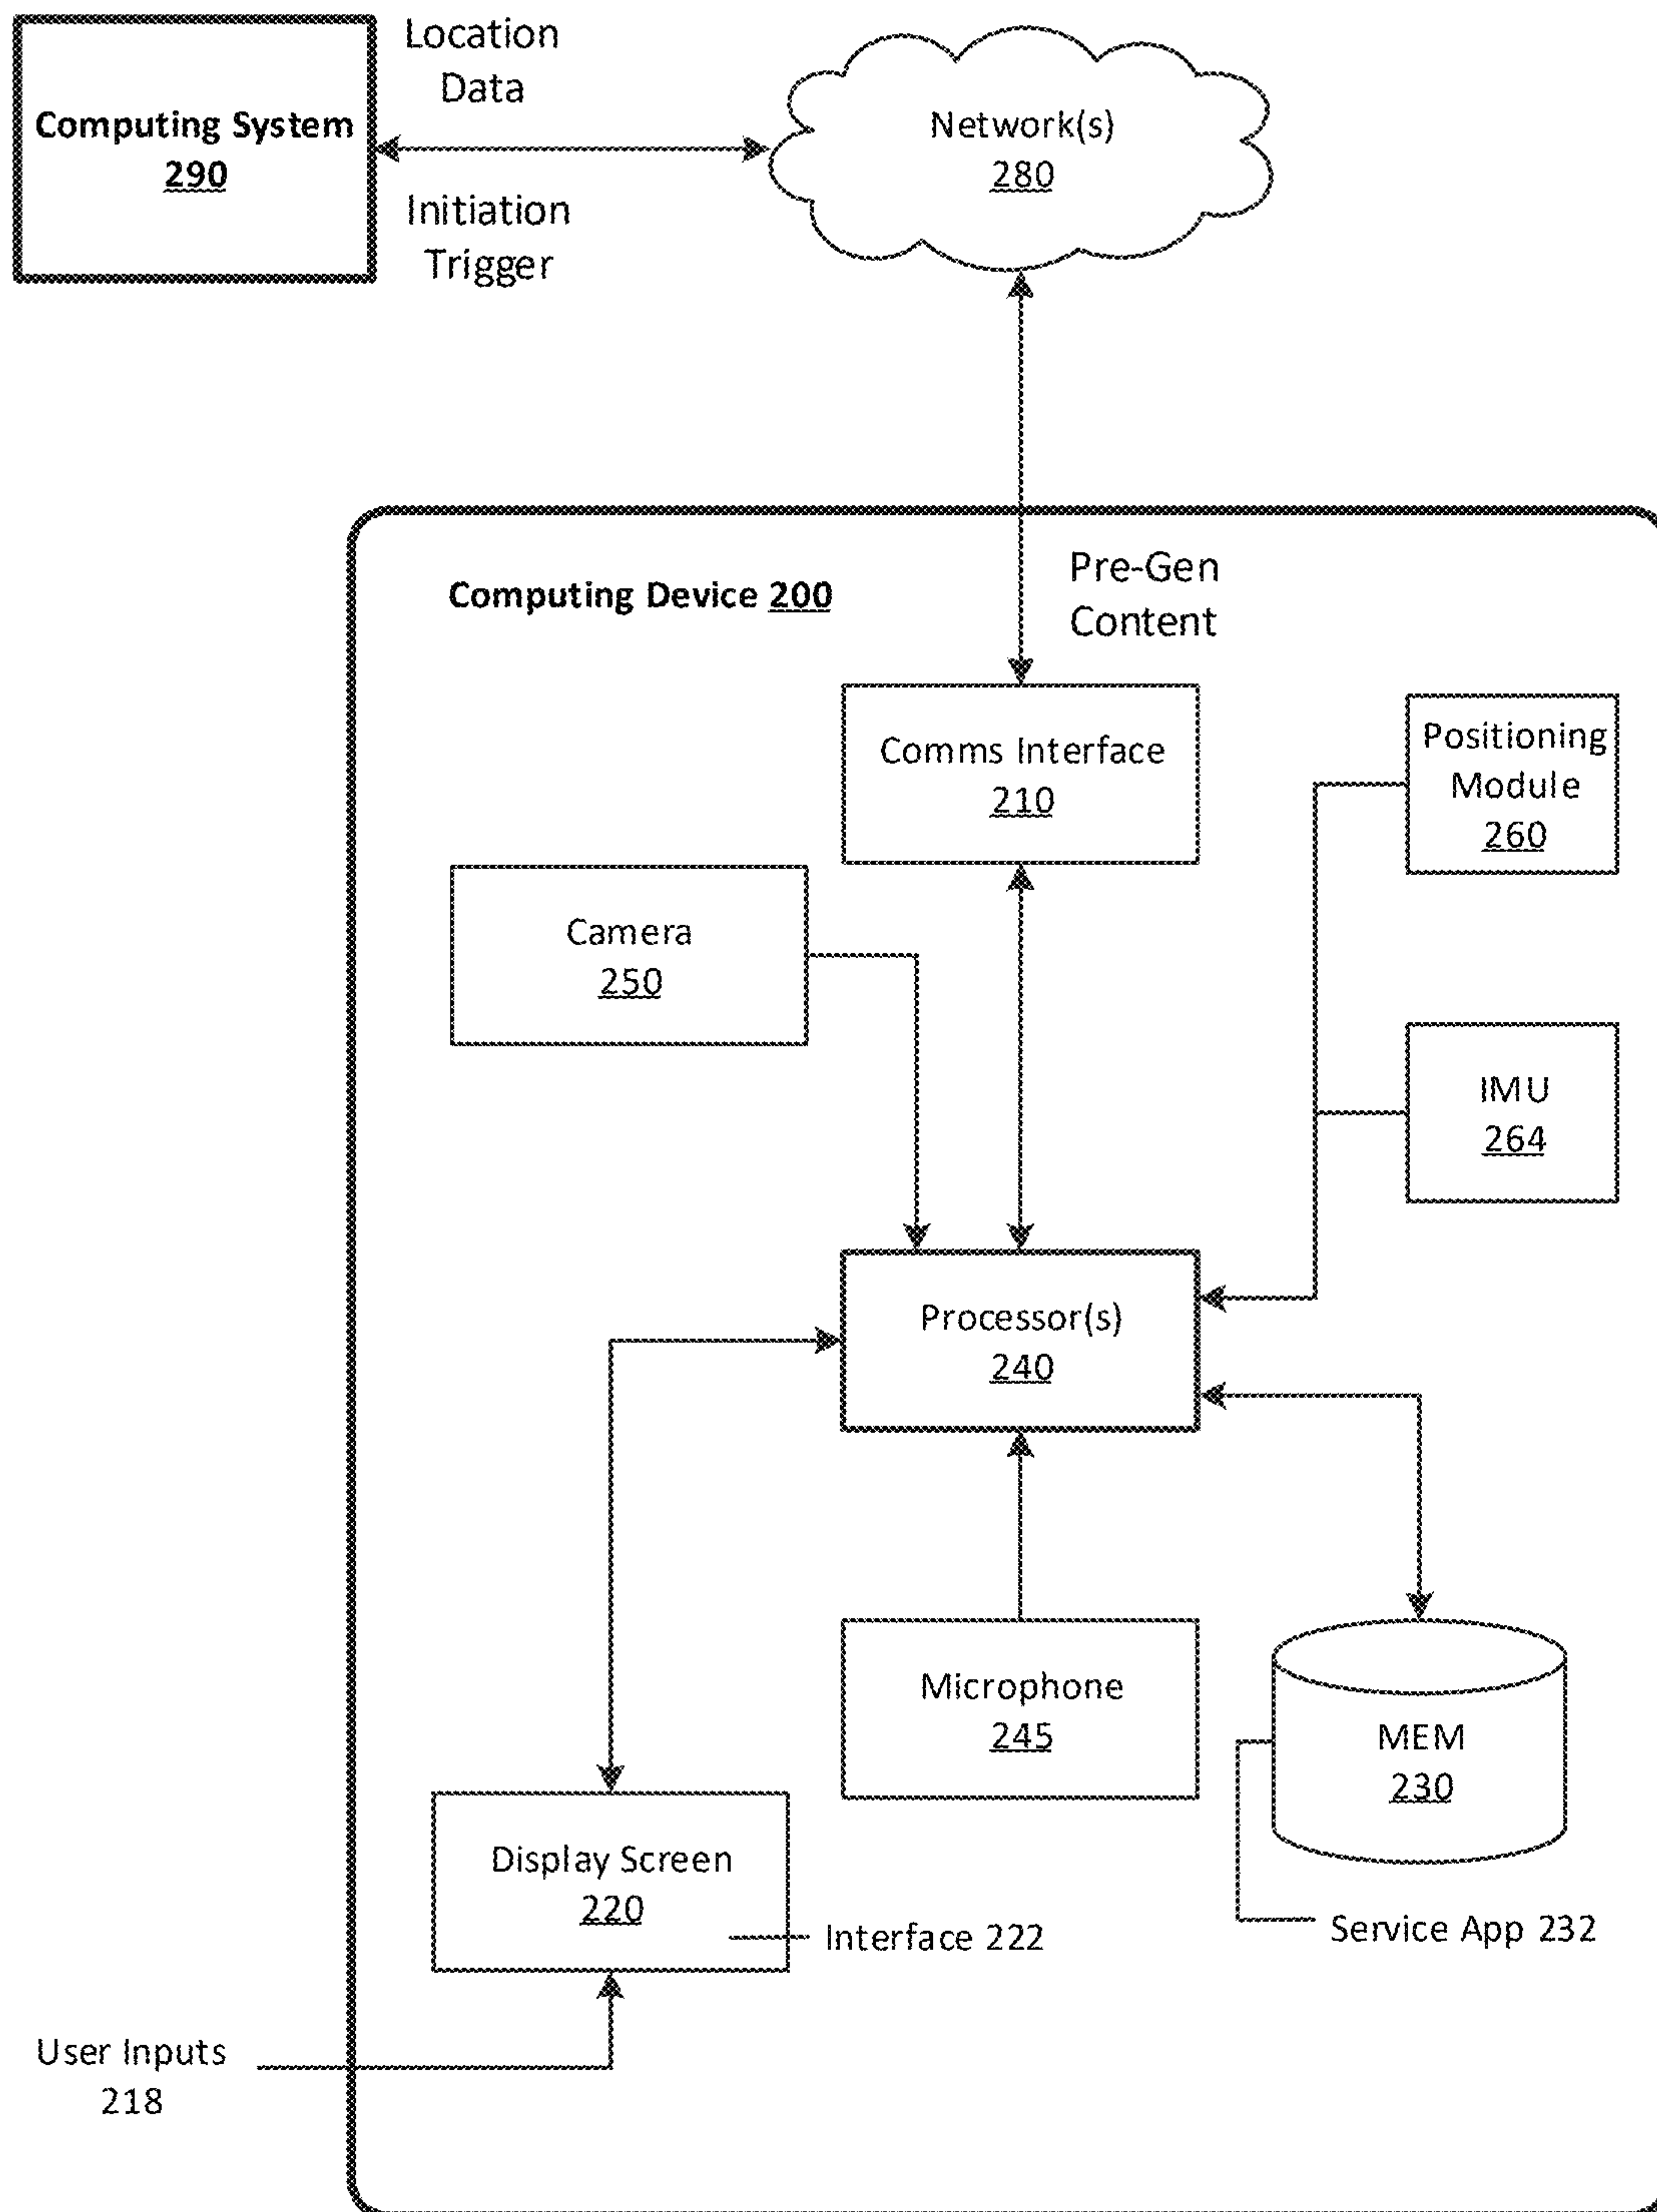 Location
Data
Computing System
290
Initiation
Trigger
Network(s)
280
Computing Device 200
Pre-Gen
Content
Comms Interface
210
Positioning
Module
260
Camera
250
IMU
264
Processor(s)
240
Microphone
245
MEM
230
Display Screen
220
Interface 222
Service App 232
User Inputs
218